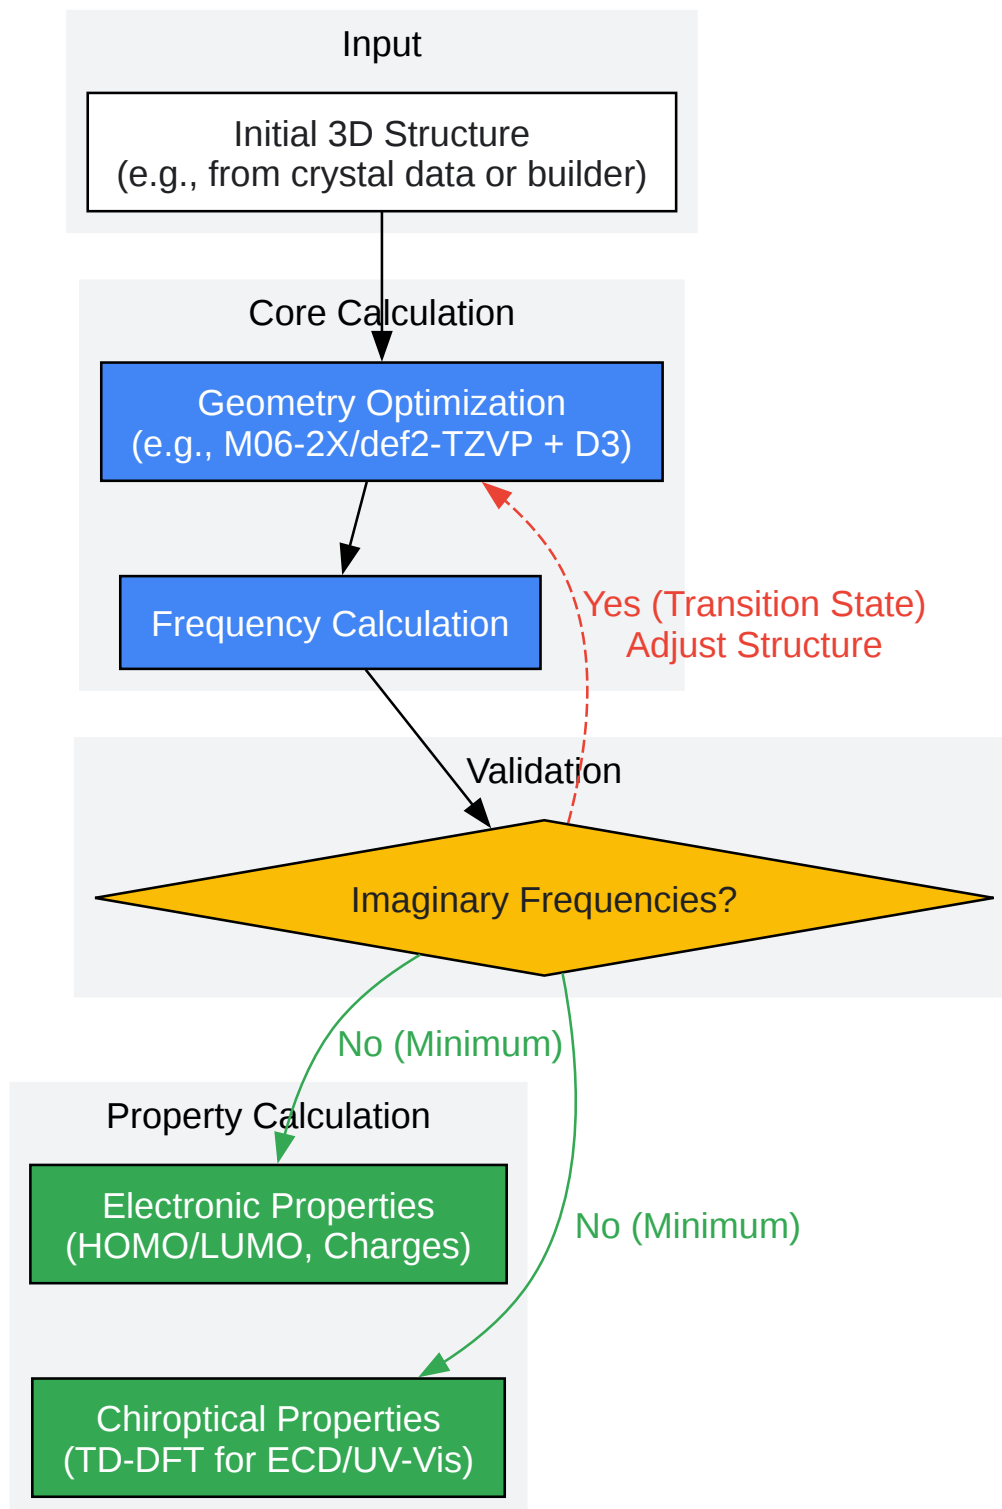 Input
Initial 3D Structure
(e.g., from crystal data or builder)
Core Calculation
Geometry Optimization
(e.g., M06-2X/def2-TZVP + D3)
Frequency Calculation
Yes (Transition State)
Adjust Structure
Validation
Imaginary Frequencies?
No (Minimum)
Property Calculation
Electronic Properties
(HOMO/LUMO, Charges)
No (Minimum)
Chiroptical Properties
(TD-DFT for ECD/UV-Vis)